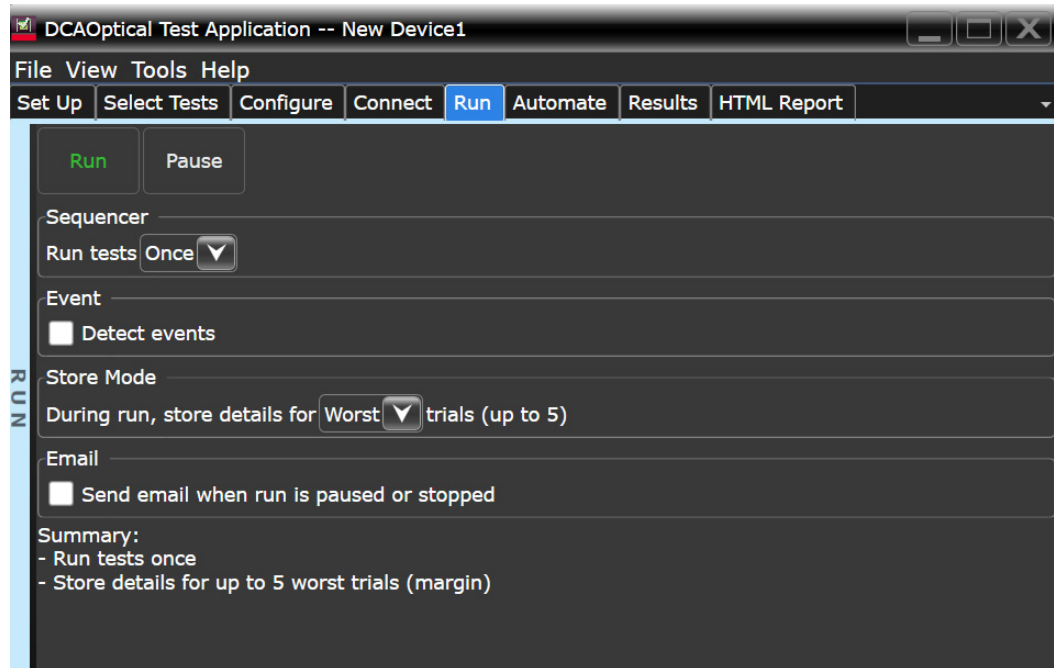 DCAOptical Test Application -- New Device1
File View Tools Help
Set Up Select Tests Configure Connect Run Automate Results HTML Report
Run Pause
Sequencer
Run tests Once
Event
Detect events
Store Mode
During run, store details for Worst trials (up to 5)
RUN
Email
Send email when run is paused or stopped
Summary:
- Run tests once
- Store details for up to 5 worst trials (margin)